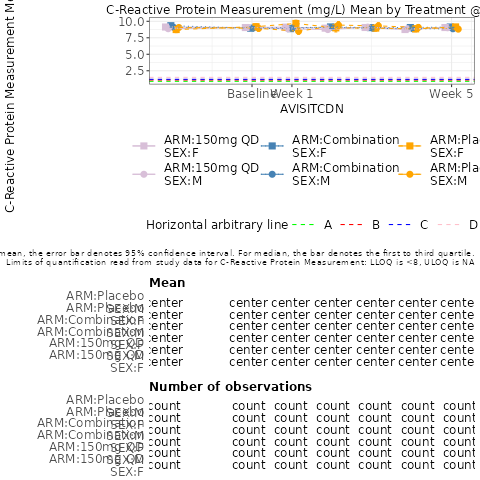 C-Reactive Protein Measurement (mg/L) Mean by Treatment @
C-Reactive Protein Measurement Me
10.0
7.5
5.0
2.5
Baseline Week 1 Week 5
AVISITCDN
ARM:150mg QD SEX:F
ARM:Combination SEX:F
ARM:Pla SEX:F
ARM:150mg QD SEX:M
ARM:Combination SEX:M
ARM:Pla SEX:M
Horizontal arbitrary line A B C D
mean, the error bar denotes 95% confidence interval. For median, the bar denotes the first to third quartile.
Limits of quantification read from study data for C-Reactive Protein Measurement: LLOQ is <8, ULOQ is NA
Mean
ARM:Placebo
SEX:M center center center center center center cente
ARM:Placebo
SEX:F center center center center center center cente
ARM:Combination
SEX:M center center center center center center cente
ARM:Combination
SEX:F center center center center center center cente
ARM:150mg QD
SEX:M center center center center center center cente
ARM:150mg QD
SEX:F center center center center center center cente
Number of observations
ARM:Placebo
SEX:M count count count count count count count
ARM:Placebo
SEX:F count count count count count count count
ARM:Combination
SEX:M count count count count count count count
ARM:Combination
SEX:F count count count count count count count
ARM:150mg QD
SEX:M count count count count count count count
ARM:150mg QD
SEX:F count count count count count count count